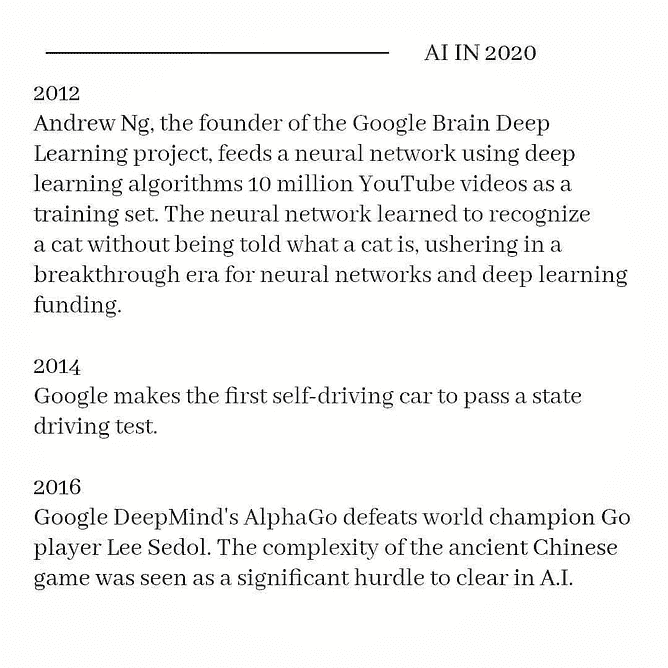 AI IN 2020
2012
Andrew Ng, the founder of the Google Brain Deep
Learning project, feeds a neural network using deep
learning algorithms 10 million YouTube videos as a
training set. The neural network learned to recognize
a cat without being told what a cat is, ushering in a
breakthrough era for neural networks and deep learning
funding.
2014
Google makes the first self-driving car to pass a state
driving test.
2016
Google DeepMind's AlphaGo defeats world champion Go
player Lee Sedol. The complexity of the ancient Chinese
game was seen as a significant hurdle to clear in A.I.